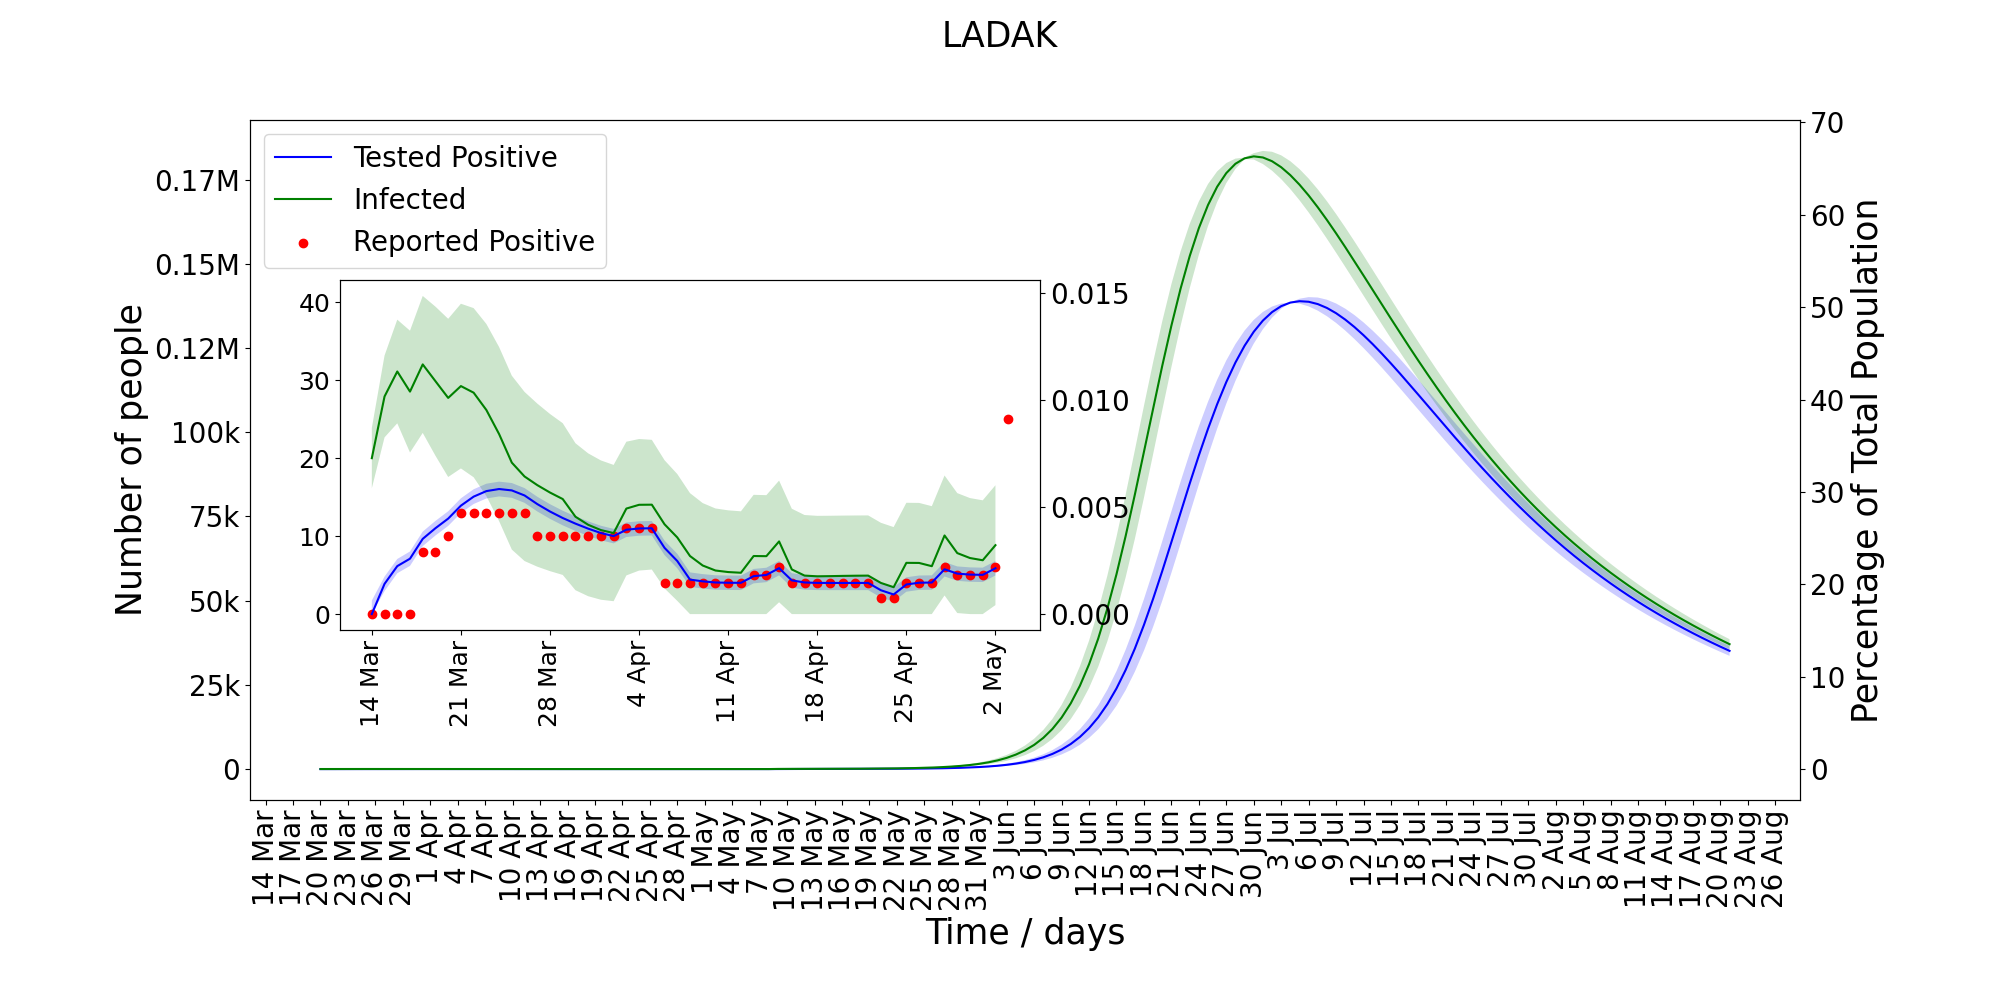 LADAK
Tested Positive
Infected
Reported Positive
Number of people
0.17M
0.15M
0.12M
100k
75k
50k
25k
0
Percentage of Total Population
70
60
50
40
30
20
10
0
40
30
20
10
0
0.015
0.010
0.005
0.000
14 Mar
21 Mar
28 Mar
4 Apr
11 Apr
18 Apr
25 Apr
2 May
14 Mar
17 Mar
20 Mar
23 Mar
26 Mar
29 Mar
1 Apr
4 Apr
7 Apr
10 Apr
13 Apr
16 Apr
19 Apr
22 Apr
25 Apr
28 Apr
1 May
4 May
7 May
10 May
13 May
16 May
19 May
22 May
25 May
28 May
31 May
3 Jun
6 Jun
9 Jun
12 Jun
15 Jun
18 Jun
21 Jun
24 Jun
27 Jun
30 Jun
3 Jul
6 Jul
9 Jul
12 Jul
15 Jul
18 Jul
21 Jul
24 Jul
27 Jul
30 Jul
2 Aug
5 Aug
8 Aug
11 Aug
14 Aug
17 Aug
20 Aug
23 Aug
26 Aug
Time / days